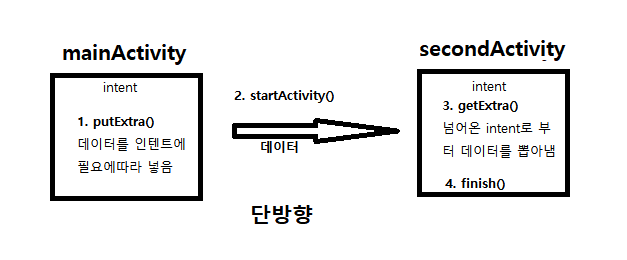 mainActivity
intent
1. putExtra()
데이터를 인텐트에
필요에따라 넣음
2. startActivity()
데이터
secondActivity
intent
3. getExtra()
넘어온 intent로 부
터 데이터를 뽑아냄
4. finish()
단방향